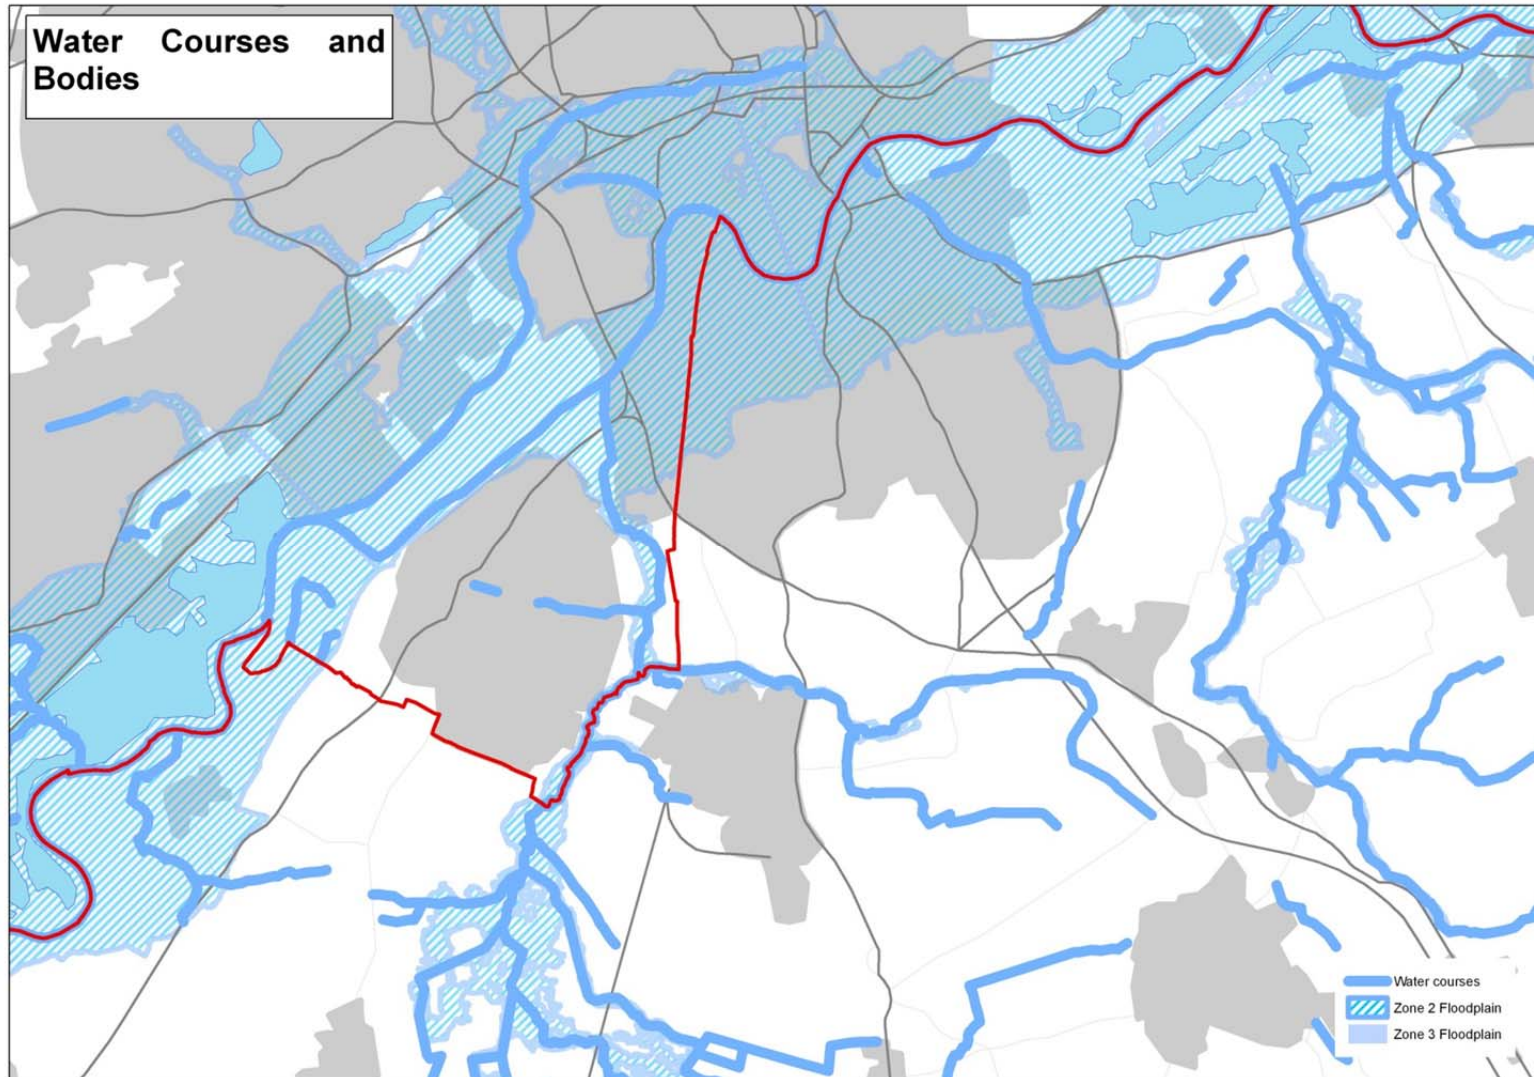 Water Courses and
Bodies
Water courses
Zone 2 Floodplain
Zone 3 Floodplain